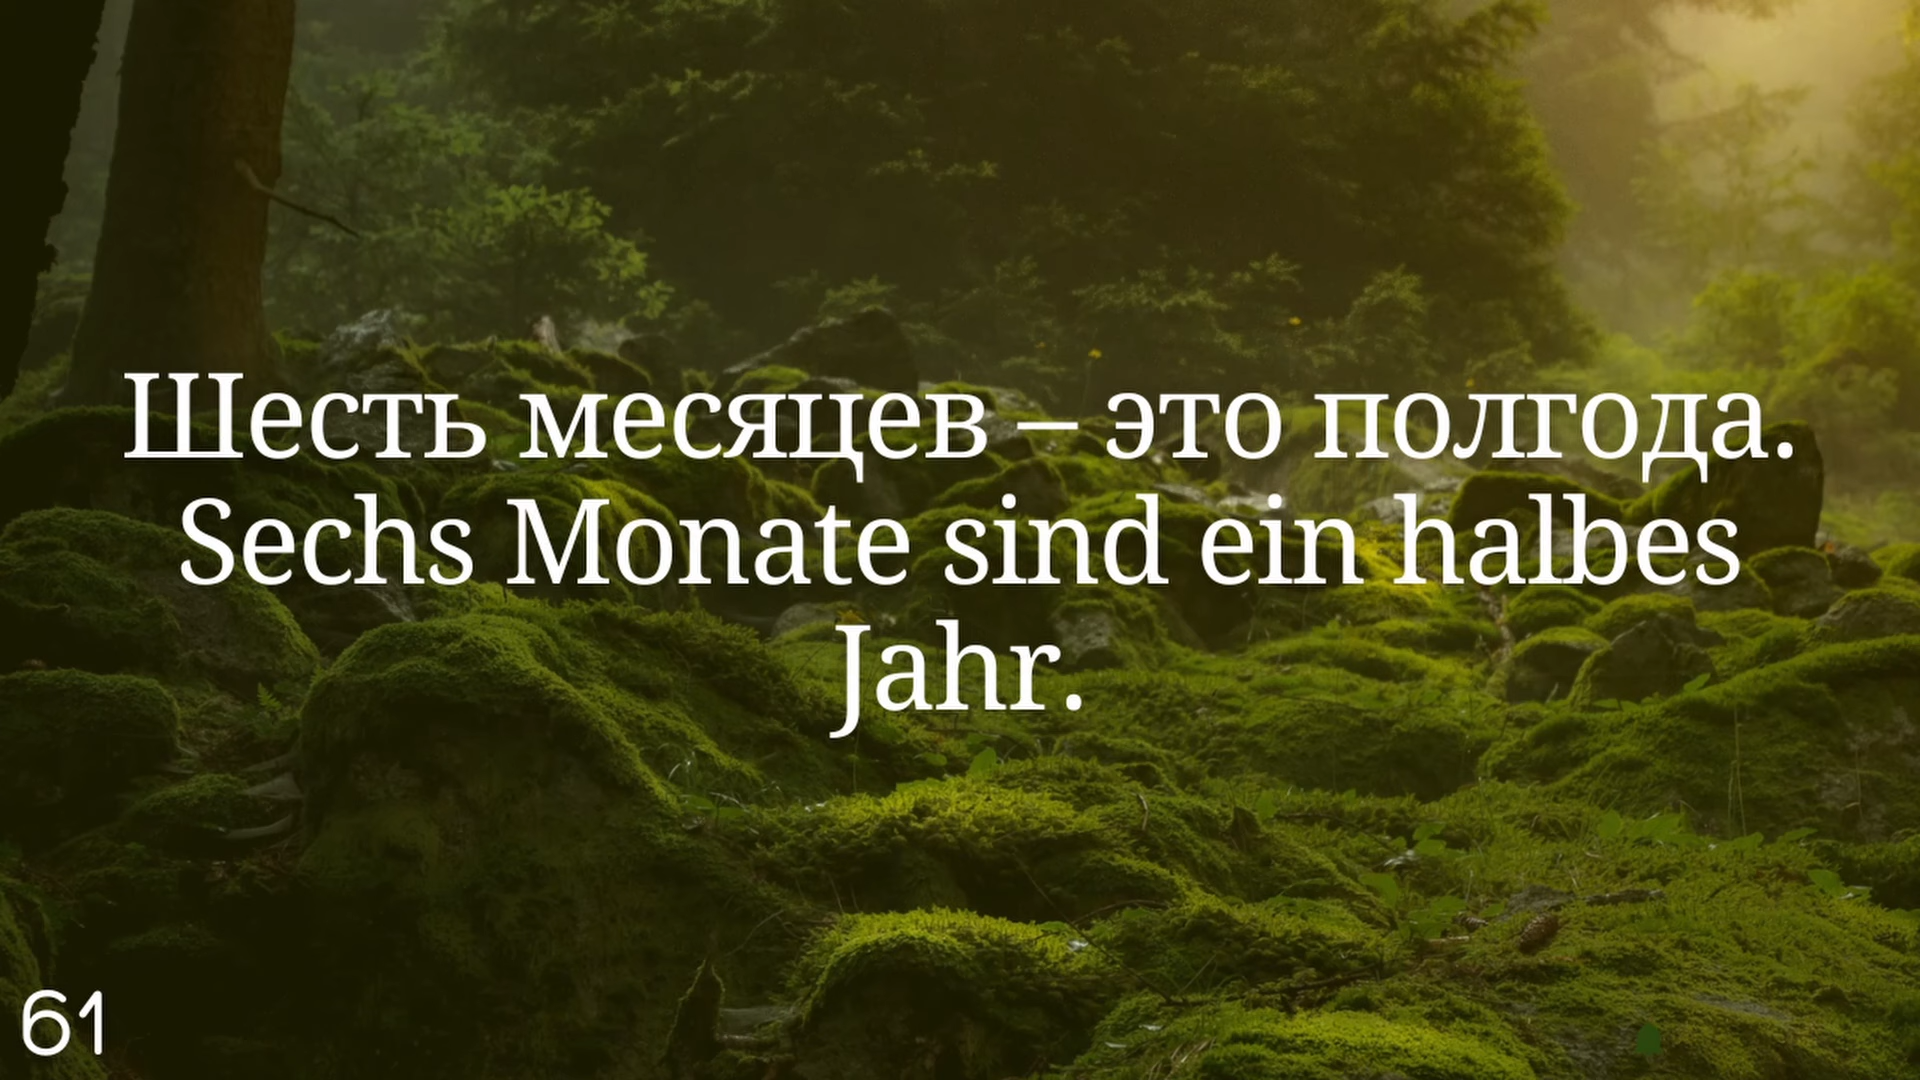 Шесть месяцев – это полгода.
Sechs Monate sind ein halbes
Jahr.
61